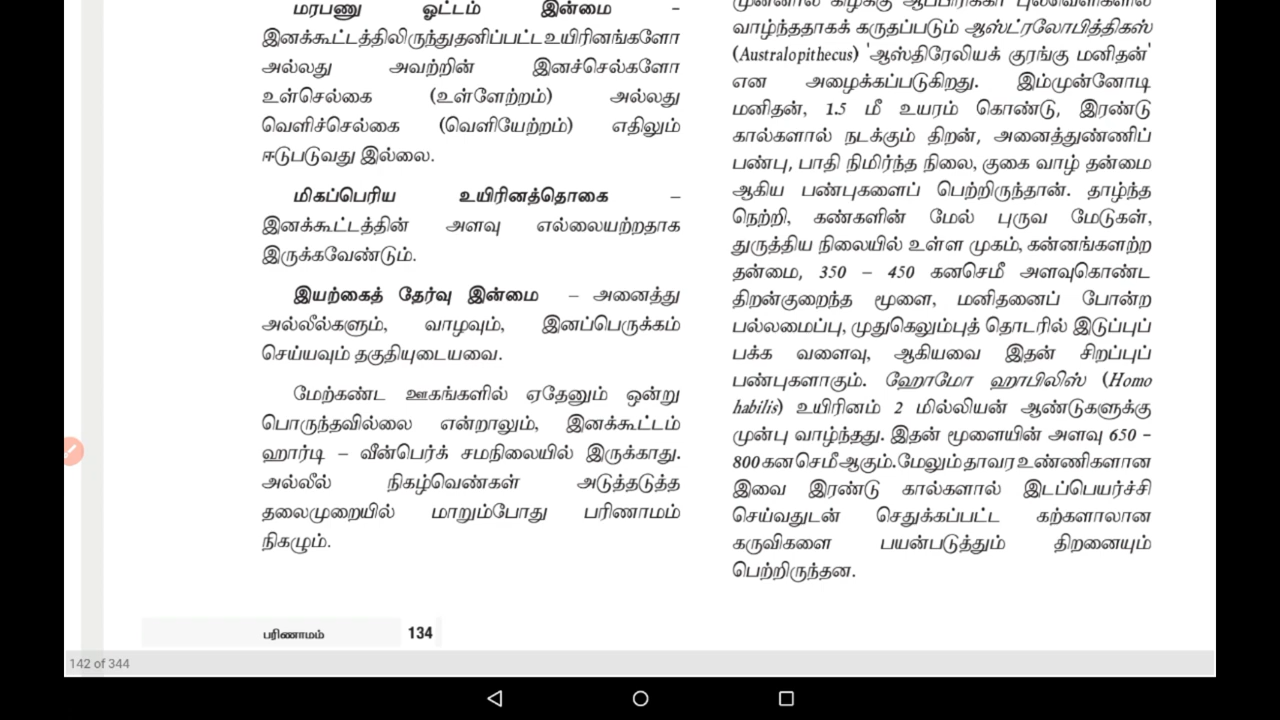 மரபணு ஓட்டம் இன்மை –
இனக்கூட்டத்திலிருந்துதனிப்பட்டஉயிரினங்களோ
அல்லது அவற்றின் இனச்செல்களோ
உள்செல்கை (உள்ளேற்றம்) அல்லது
வெளிச்செல்கை (வெளியேற்றம்) எதிலும்
ஈடுபடுவது இல்லை.
மிகப்பெரிய உயிரினத்தொகை –
இனக்கூட்டத்தின் அளவு எல்லையற்றதாக
இருக்கவேண்டும்.
இயற்கைத் தேர்வு இன்மை – அனைத்து
அல்லீல்களும், வாழவும், இனப்பெருக்கம்
செய்யவும் தகுதியுடையவை.
மேற்கண்ட ஊகங்களில் ஏதேனும் ஒன்று
பொருந்தவில்லை என்றாலும், இனக்கூட்டம்
ஹார்டி – வீன்பெர்க் சமநிலையில் இருக்காது.
அல்லீல் நிகழ்வெண்கள் அடுத்தடுத்த
தலைமுறையில் மாறும்போது பரிணாமம்
நிகழும்.
முன்னால் கிழக்கு ஆப்பிரிக்கா புல்வெளிகளில்
வாழ்ந்ததாகக் கருதப்படும் ஆஸ்ட்ரலோபித்திகஸ்
(Australopithecus) 'ஆஸ்திரேலியக் குரங்கு மனிதன்'
என அழைக்கப்படுகிறது. இம்முன்னோடி
மனிதன், 1.5 மீ உயரம் கொண்டு, இரண்டு
கால்களால் நடக்கும் திறன், அனைத்துண்ணிப்
பண்பு, பாதி நிமிர்ந்த நிலை, குகை வாழ் தன்மை
ஆகிய பண்புகளைப் பெற்றிருந்தான். தாழ்ந்த
நெற்றி, கண்களின் மேல் புருவ மேடுகள்,
துருத்திய நிலையில் உள்ள முகம், கன்னங்களற்ற
தன்மை, 350 – 450 கனசெமீ அளவுகொண்ட
திறன்குறைந்த மூளை, மனிதனைப் போன்ற
பல்லமைப்பு, முதுகெலும்புத் தொடரில் இடுப்புப்
பக்க வளைவு, ஆகியவை இதன் சிறப்புப்
பண்புகளாகும். ஹோமோ ஹாபிலிஸ் (Homo
habilis) உயிரினம் 2 மில்லியன் ஆண்டுகளுக்கு
முன்பு வாழ்ந்தது. இதன் மூளையின் அளவு 650 –
800கனசெமீஆகும்.மேலும்தாவரஉண்ணிகளான
இவை இரண்டு கால்களால் இடப்பெயர்ச்சி
செய்வதுடன் செதுக்கப்பட்ட கற்களாலான
கருவிகளை பயன்படுத்தும் திறனையும்
பெற்றிருந்தன.
பரிணாமம் 134
142 of 344